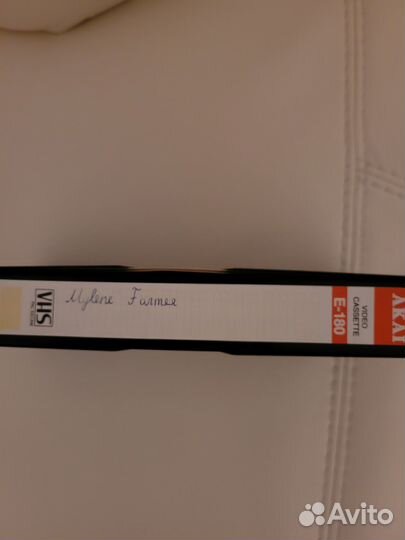 VHS
Mylene Farmer
E-180
VIDEO
CASSETTE
AKAI
Avito